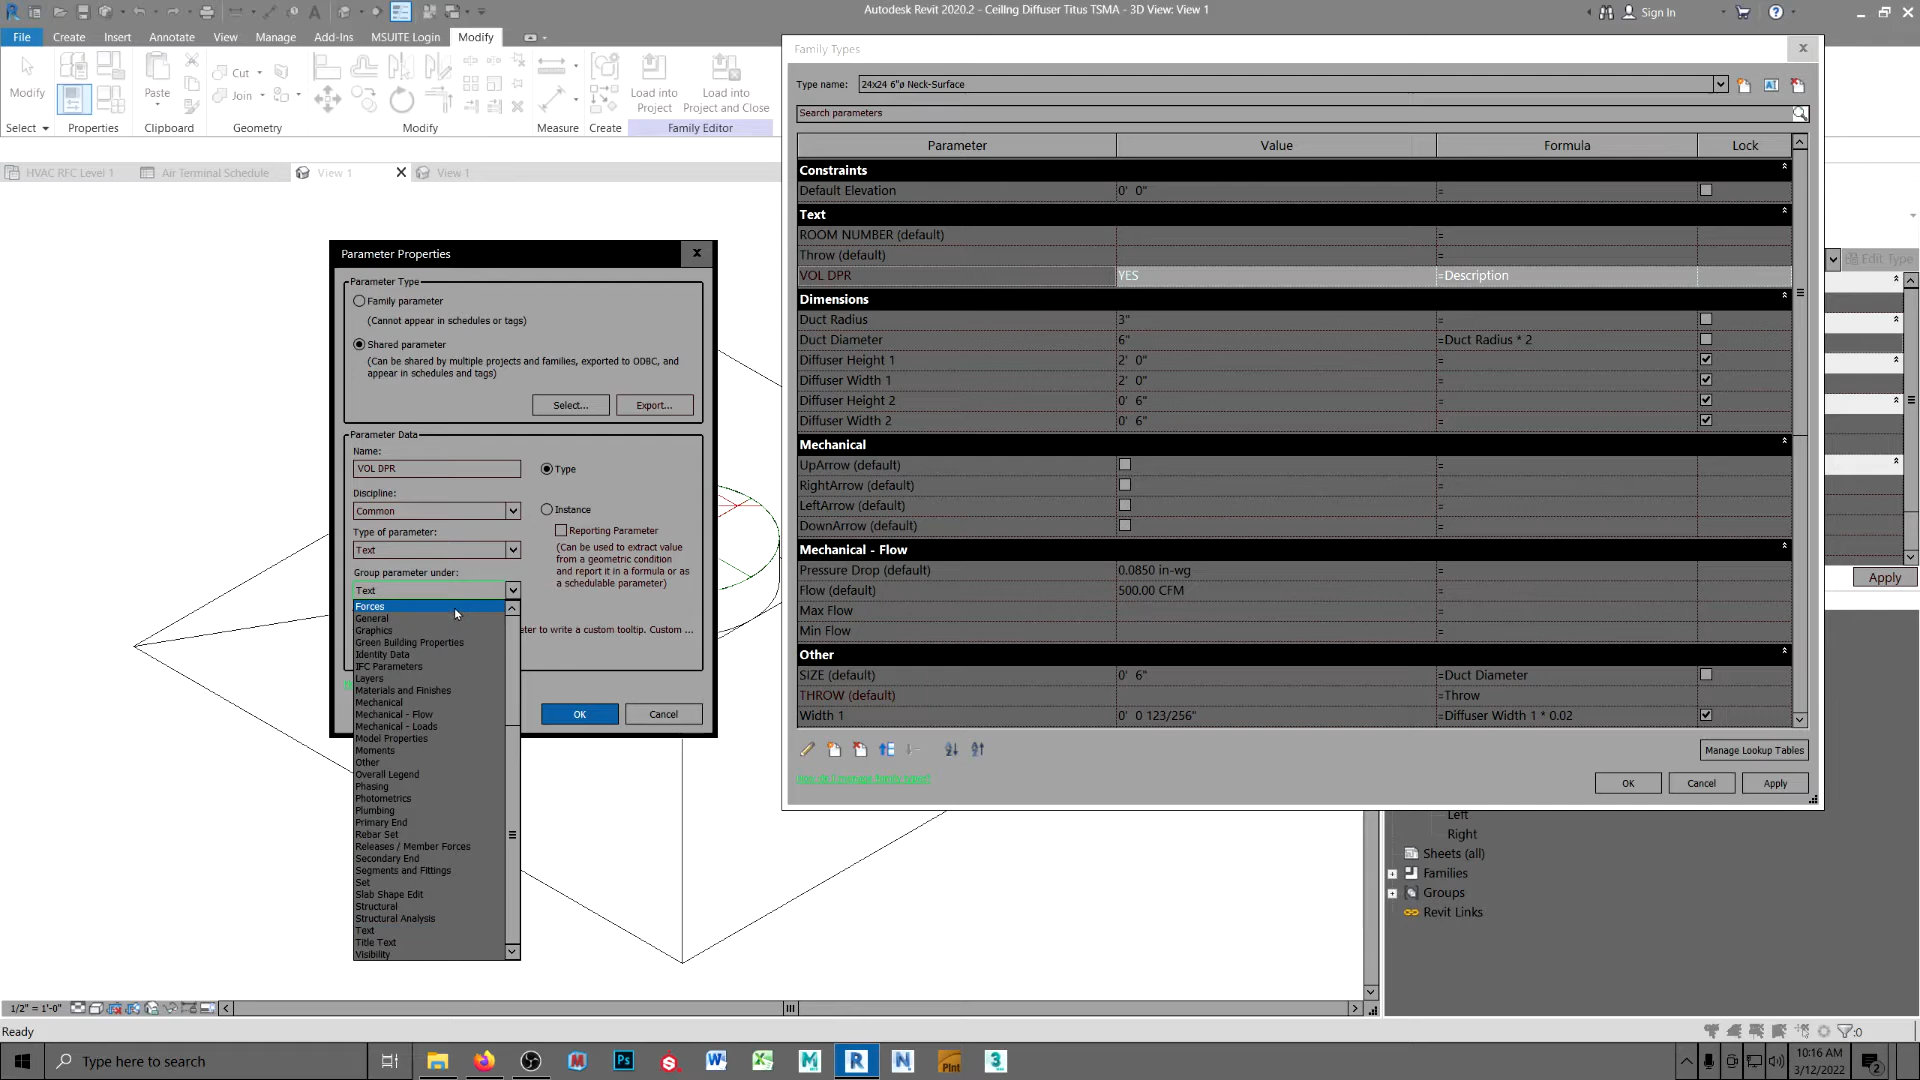 Autodesk Revit 2020.2 - Ceiling Diffuser Titus TSMA - 3D View: View 1
Sign In
File
Create
Insert
Annotate
View
Manage
Add-Ins
MSUITE Login
Modify
Modify
Paste
Cut
Join
Load into
Project
Load into
Project and Close
Select
Properties
Clipboard
Geometry
Modify
Measure
Create
Family Editor
HVAC RFC Level 1
Air Terminal Schedule
View 1
View 1
Parameter Properties
Parameter Type
Family parameter
(Cannot appear in schedules or tags)
Shared parameter
(Can be shared by multiple projects and families, exported to ODBC, and
appear in schedules and tags)
Select...
Export...
Parameter Data
Name:
VOL DPR
Type
Discipline:
Common
Instance
Type of parameter:
Reporting Parameter
Text
(Can be used to extract value
from a geometric condition
and report it in a formula or as
a schedulable parameter)
Group parameter under:
Text
Forces
General
Graphics
eter to write a custom tooltip. Custom ...
Green Building Properties
Identity Data
IFC Parameters
Layers
Materials and Finishes
Mechanical
Mechanical - Flow
Mechanical - Loads
Model Properties
Moments
Other
Overall Legend
Phasing
Photometrics
Plumbing
Primary End
Rebar Set
Releases / Member Forces
Secondary End
Segments and Fittings
Set
Slab Shape Edit
Structural
Structural Analysis
Text
Title Text
Visibility
OK
Cancel
Family Types
Type name:
24x24 6"ø Neck-Surface
Search parameters
Parameter
Value
Formula
Lock
Constraints
Default Elevation
0' 0"
=
Text
ROOM NUMBER (default)
=
Throw (default)
=
VOL DPR
YES
=Description
Dimensions
Duct Radius
3"
=
Duct Diameter
6"
=Duct Radius * 2
Diffuser Height 1
2' 0"
=
Diffuser Width 1
2' 0"
=
Diffuser Height 2
0' 6"
=
Diffuser Width 2
0' 6"
=
Mechanical
UpArrow (default)
=
RightArrow (default)
=
LeftArrow (default)
=
DownArrow (default)
=
Mechanical - Flow
Pressure Drop (default)
0.0850 in-wg
=
Flow (default)
500.00 CFM
=
Max Flow
=
Min Flow
=
Other
SIZE (default)
0' 6"
=Duct Diameter
THROW (default)
=Throw
Width 1
0' 0 123/256"
=Diffuser Width 1 * 0.02
Manage Lookup Tables
How do I manage family types?
OK
Cancel
Apply
Edit Type
Apply
Left
Right
Sheets (all)
Families
Groups
Revit Links
1/2" = 1'-0"
Ready
:0
Type here to search
10:16 AM
3/12/2022
2